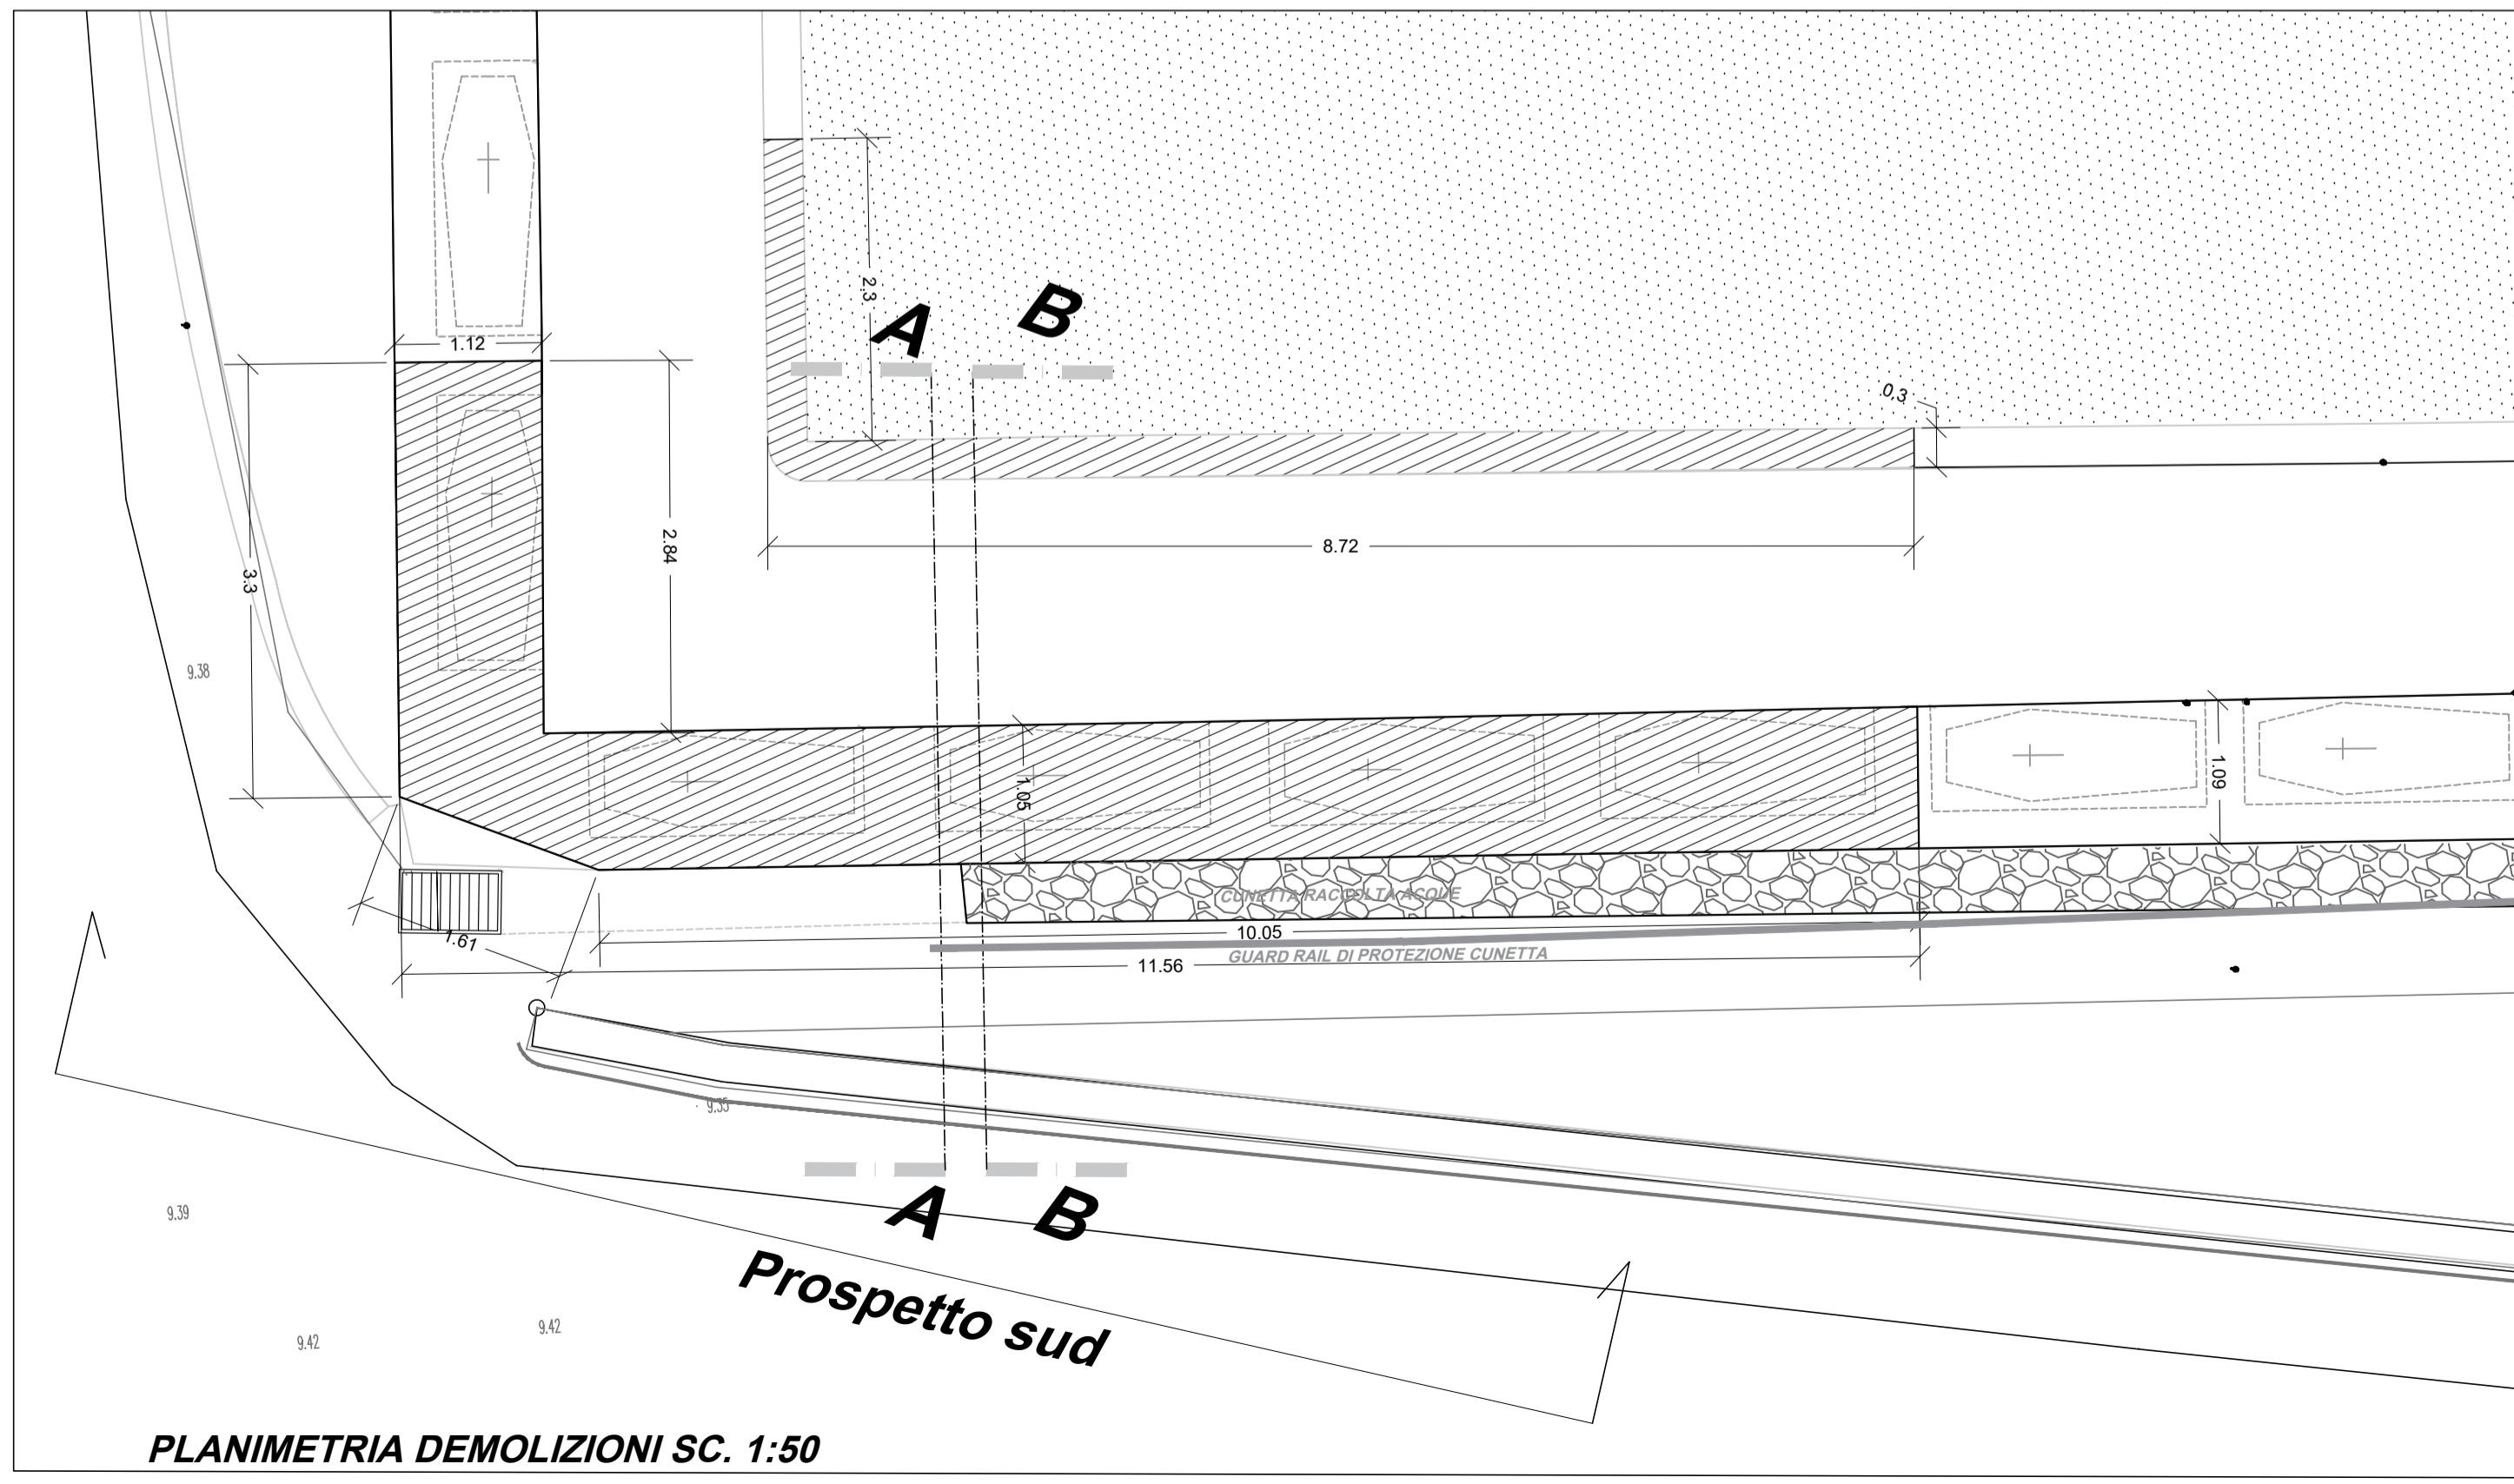 2.3
A
B
1.12
0,3
2.84
8.72
3.3
9.38
1.05
1.09
CUNETTA RACCOLTA ACQUE
10.05
1.61
GUARD RAIL DI PROTEZIONE CUNETTA
11.56
9.35
A
B
9.39
Prospetto sud
9.42
9.42
PLANIMETRIA DEMOLIZIONI SC. 1:50